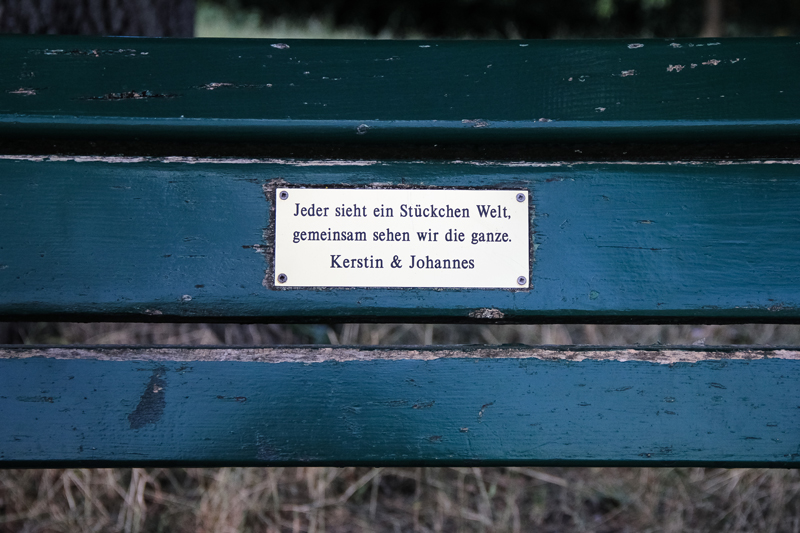 Jeder sieht ein Stückchen Welt,
gemeinsam sehen wir die ganze.
Kerstin & Johannes